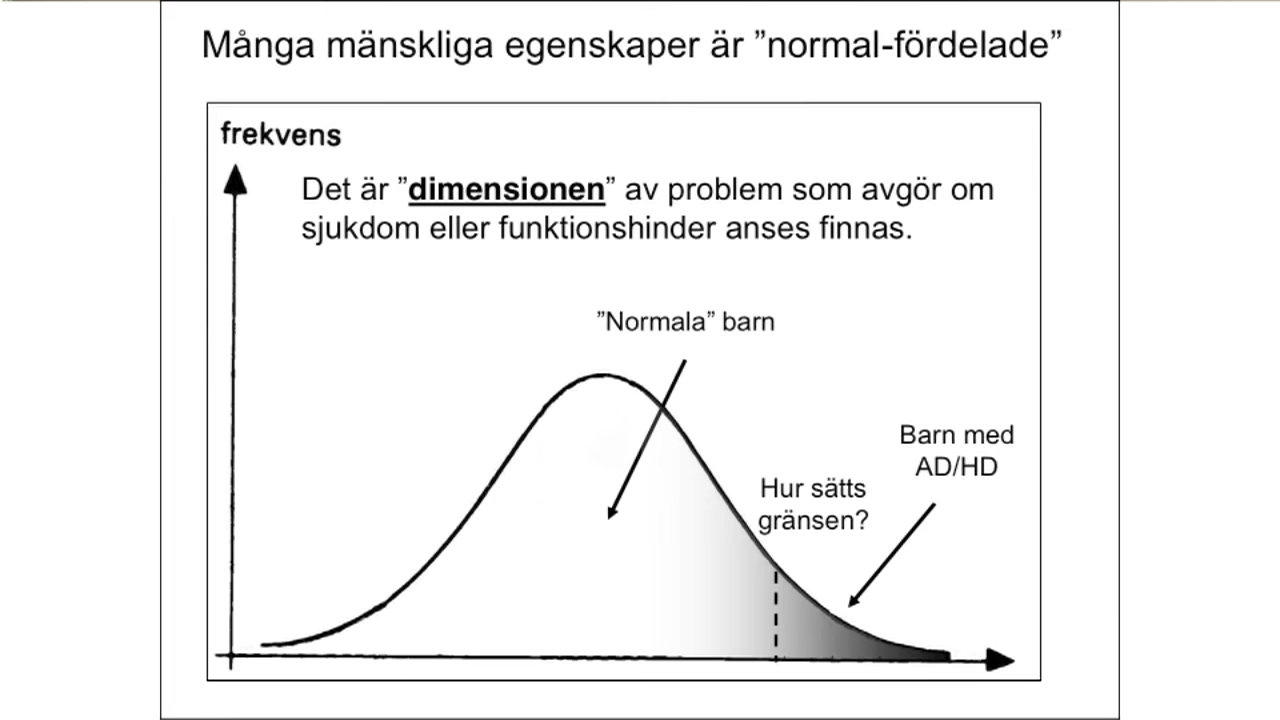 Många mänskliga egenskaper är ”normal-fördelade”
frekvens
Det är ”dimensionen” av problem som avgör om
sjukdom eller funktionshinder anses finnas.
”Normala” barn
Barn med
AD/HD
Hur sätts
gränsen?